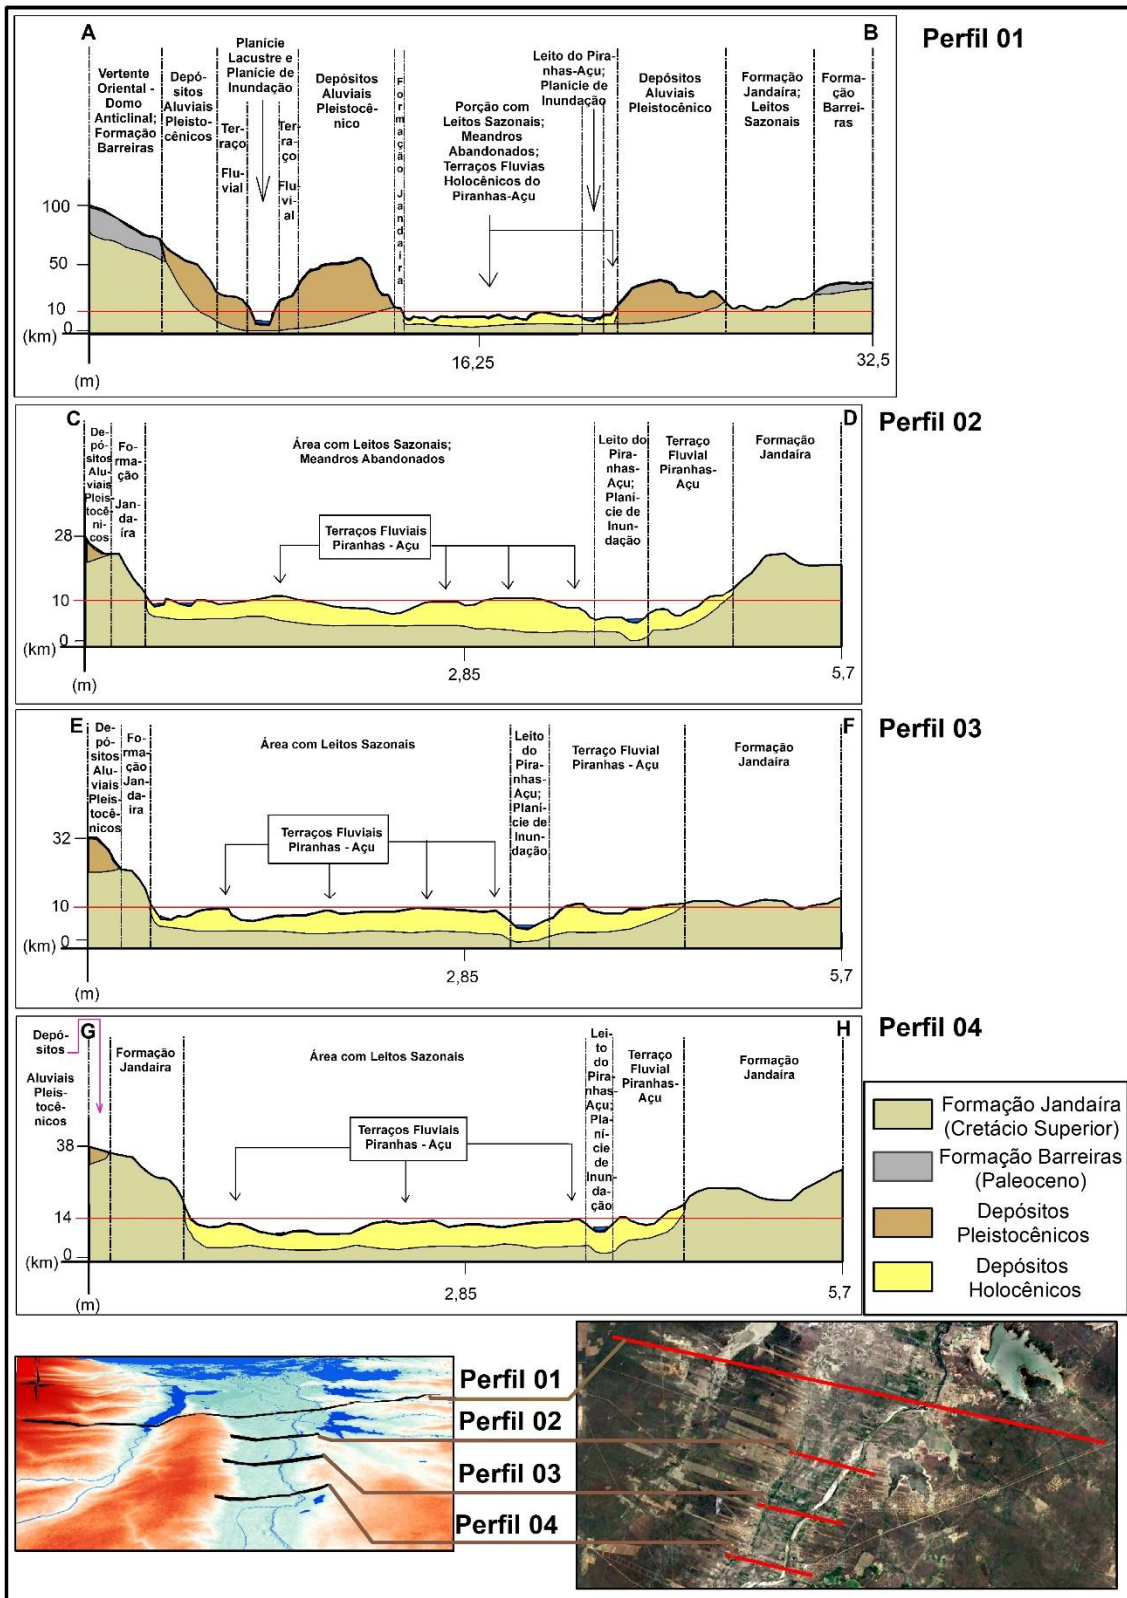 Perfil 01
A
B
Vertente
Oriental -
Domo
Anticlinal;
Formação
Barreiras
Depó-
sitos
Aluviais
Pleisto-
cênicos
Planície
Lacustre e
Planície de
Inundação
Ter-
raço
Flu-
vial
Ter-
raço
Fluv-
i-al
Depósitos
Aluviais
Pleistocê-
nico
Formação Jandaíra
Porção com
Leitos Sazonais;
Meandros
Abandonados;
Terraços Fluvias
Holocênicos do
Piranhas-Açu
Leito do Pira-
nhas-Açu;
Planície de
Inundação
Depósitos
Aluviais
Pleistocênico
Formação
Jandaíra;
Leitos
Sazonais
Forma-
ção
Barrei-
ras
100
50
10
0
(km)
(m)
16,25
32,5
Perfil 02
C
D
De-
pó-
sitos
Alu-
viais
Pleis-
tocê-
ni-
cos
Fo-
rma-
ção
Jan-
da-
íra
Área com Leitos Sazonais;
Meandros Abandonados
Terraços Fluviais
Piranhas - Açu
Leito do
Pira-
nhas-
Açu;
Planí-
cie de
Inun-
dação
Terraço
Fluvial
Piranhas-
Açu
Formação
Jandaíra
28
10
0
(km)
(m)
2,85
5,7
Perfil 03
E
F
De-
pó-
sitos
Alu-
viais
Pleis-
tocê-
nicos
Fo-
rma-
ção
Jan-
da-
ira
Área com Leitos Sazonais
Terraços Fluviais
Piranhas - Açu
Leito
do
Pira-
nhas-
Açu;
Planí-
cie de
Inun-
dação
Terraço Fluvial
Piranhas - Açu
Formação
Jandaíra
32
10
0
(km)
(m)
2,85
5,7
Perfil 04
G
H
Depó-
sitos
Aluviais
Pleis-
tocê-
nicos
Formação
Jandaíra
Área com Leitos Sazonais
Terraços Fluviais
Piranhas - Açu
Lei-
to
do
Pira-
nhas-
Açu;
Pla-
ní-
cie
de
Inun-
da-
ção
Terraço
Fluvial
Piranhas-
Açu
Formação
Jandaíra
38
14
0
(km)
(m)
2,85
5,7
Formação Jandaíra
(Cretácio Superior)
Formação Barreiras
(Paleoceno)
Depósitos
Pleistocênicos
Depósitos
Holocênicos
Perfil 01
Perfil 02
Perfil 03
Perfil 04